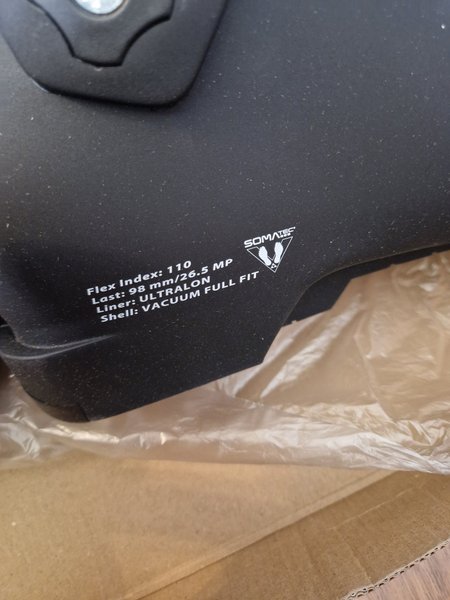 SOMATEC
Flex Index: 110
Last: 98 mm/26.5 MP
Liner: ULTRALON
Shell: VACUUM FULL FIT